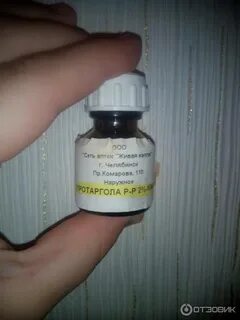 ООО
"Сеть аптек "Живая капля"
г. Челябинск
Пр.Комарова, 110
Наружное
ПРОТАРГОЛА Р-Р 2%
ОТЗОВИК